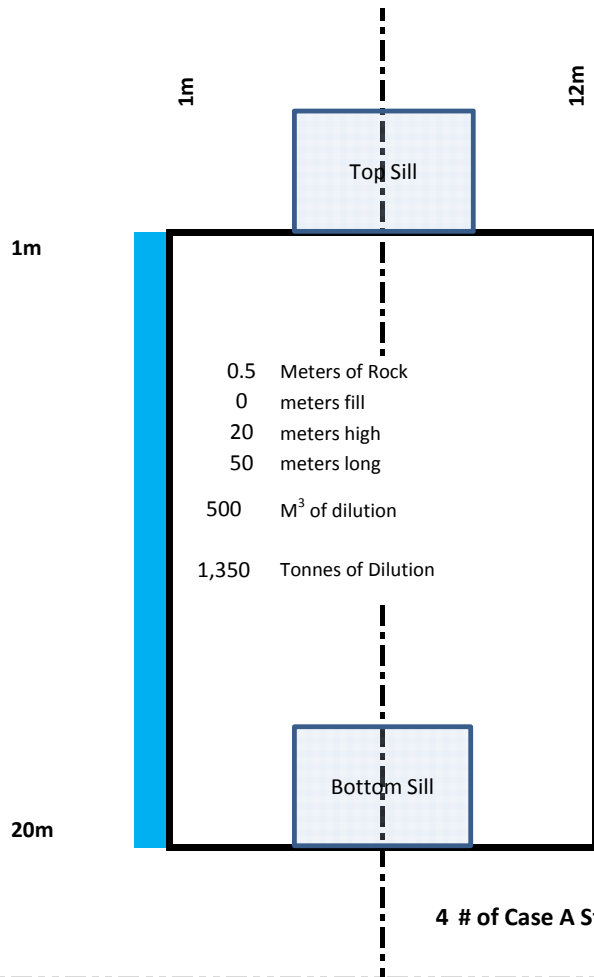 1m
12m
Top Sill
1m
0.5 Meters of Rock
0 meters fill
20 meters high
50 meters long
500 M³ of dilution
1,350 Tonnes of Dilution
Bottom Sill
20m
4 # of Case A